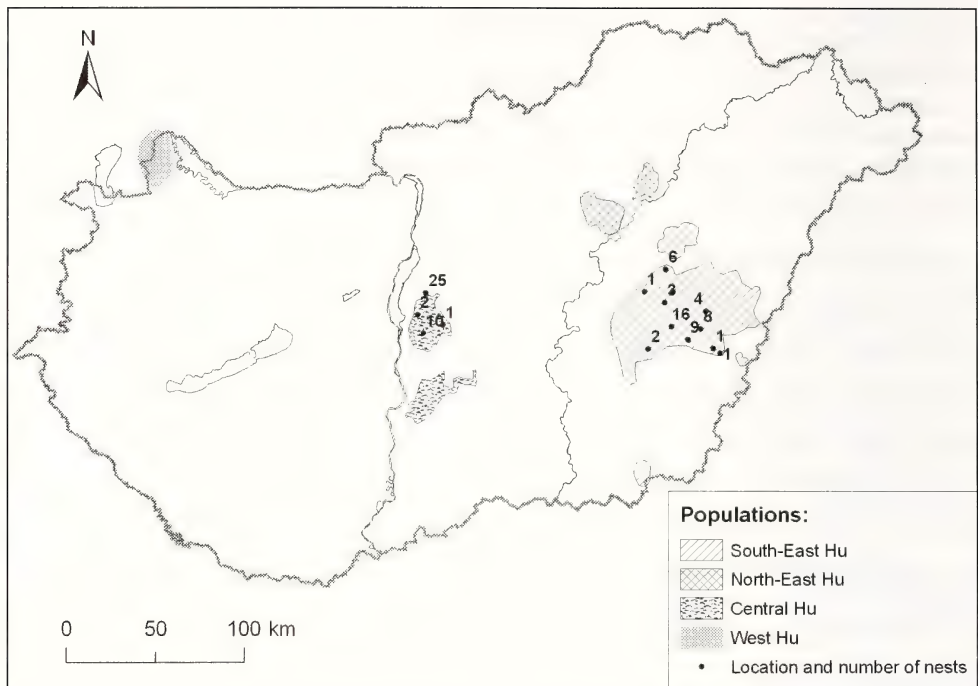 N
25
2
1
10
6
1
3
4
16
8
9
2
1
1
Populations:
South-East Hu
North-East Hu
Central Hu
West Hu
Location and number of nests
0 50 100 km